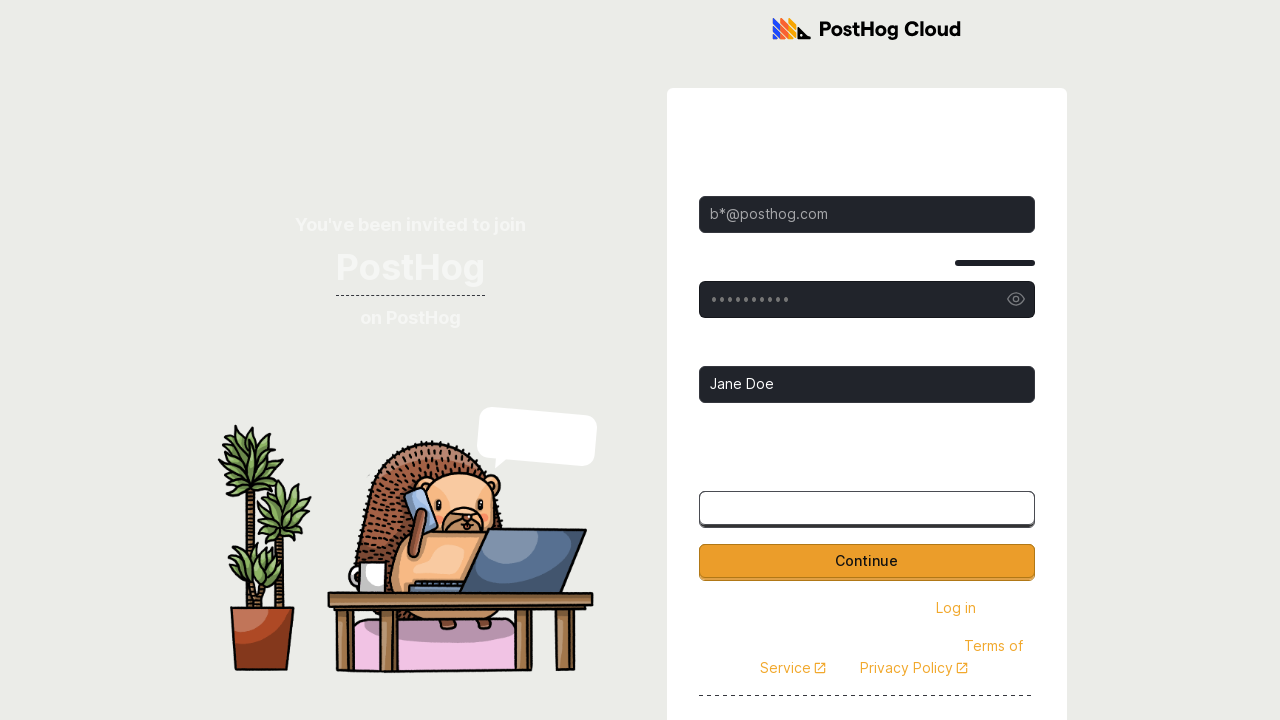 PostHog Cloud
You've been invited to join
PostHog
on PostHog
b*@posthog.com
••••••••••
Jane Doe
Continue
Log in
Terms of
Service
Privacy Policy